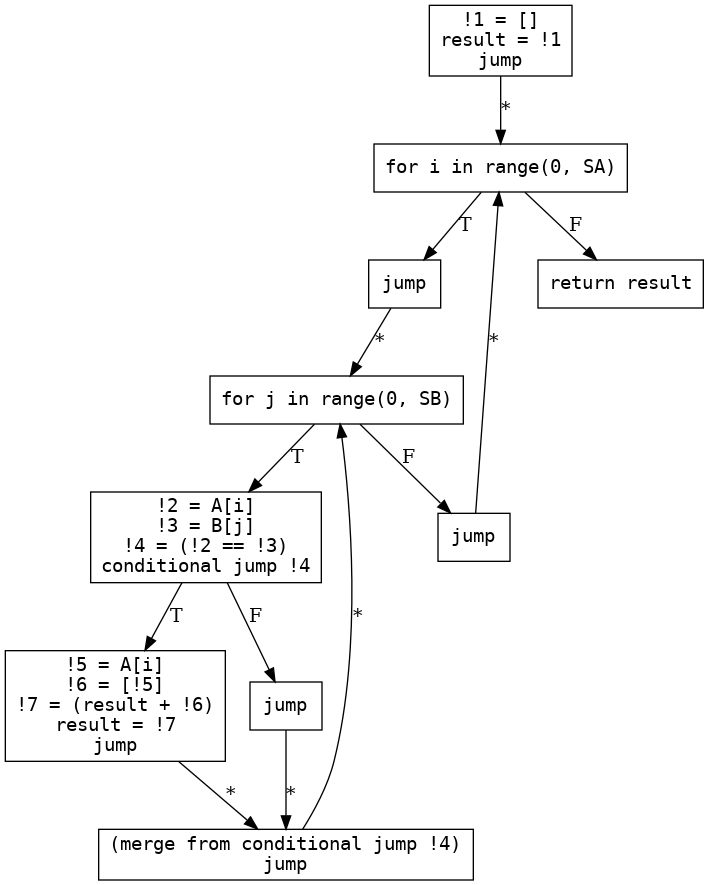 !1 = []
result = !1
jump
*
for i in range(0, SA)
T
F
jump
return result
*
*
for j in range(0, SB)
T
F
!2 = A[i]
!3 = B[j]
!4 = (!2 == !3)
conditional jump !4
jump
T
F
*
!5 = A[i]
!6 = [!5]
!7 = (result + !6)
result = !7
jump
jump
*
*
(merge from conditional jump !4)
jump